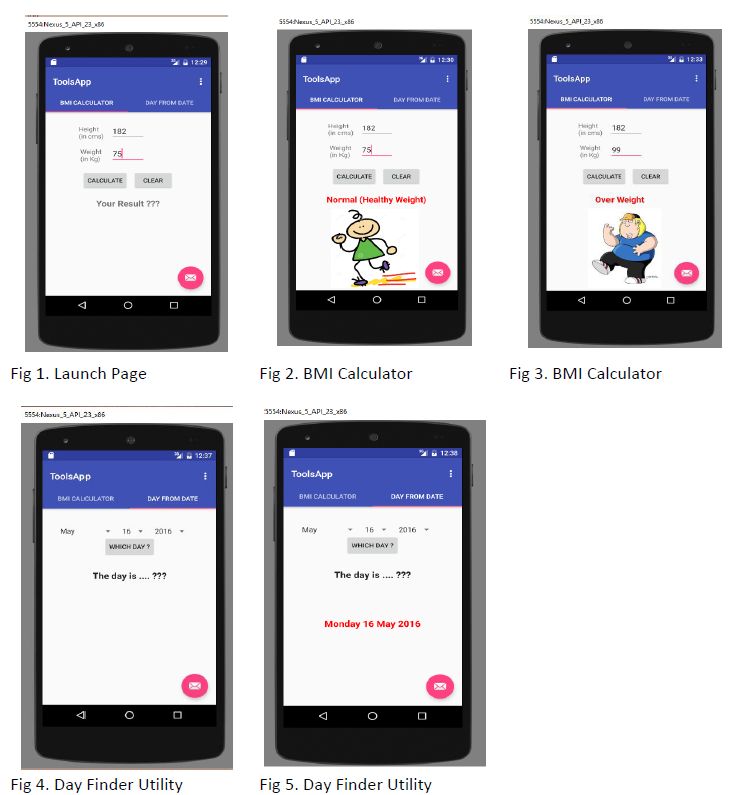 5554:Nexus_5_API_23_x86
12:29
ToolsApp
BMI CALCULATOR DAY FROM DATE
Height
(in cms) 182
Weight
(in Kg) 75
CALCULATE CLEAR
Your Result ???
Fig 1. Launch Page
5554:Nexus_5_API_23_x86
12:30
ToolsApp
BMI CALCULATOR DAY FROM DATE
Height
(in cms) 182
Weight
(in Kg) 75
CALCULATE CLEAR
Normal (Healthy Weight)
Fig 2. BMI Calculator
5554:Nexus_5_API_23_x86
12:33
ToolsApp
BMI CALCULATOR DAY FROM DATE
Height
(in cms) 182
Weight
(in Kg) 99
CALCULATE CLEAR
Over Weight
Fig 3. BMI Calculator
5554:Nexus_5_API_23_x86
12:37
ToolsApp
BMI CALCULATOR DAY FROM DATE
May 16 2016
WHICH DAY ?
The day is .... ???
Fig 4. Day Finder Utility
5554:Nexus_5_API_23_x86
12:38
ToolsApp
BMI CALCULATOR DAY FROM DATE
May 16 2016
WHICH DAY ?
The day is .... ???
Monday 16 May 2016
Fig 5. Day Finder Utility